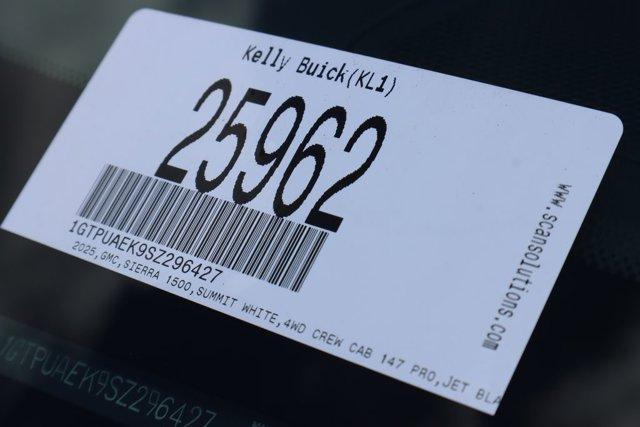 Kelly Buick(KL1)
25962
1GTPUAEK9SZ296427
2025,GMC,SIERRA 1500,SUMMIT WHITE,4WD CREW CAB 147 PRO,JET BLA
www.scansolutions.com
1GTPUAEK9SZ296427